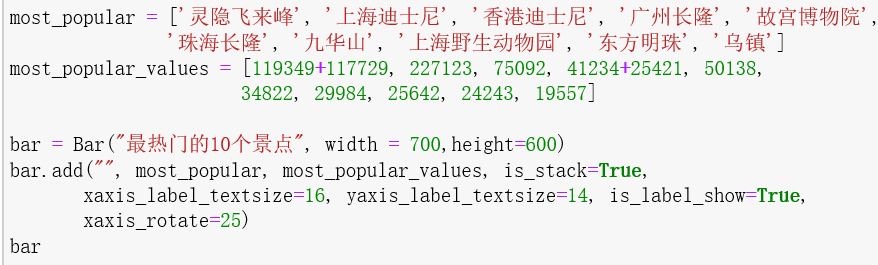 most_popular = ['灵隐飞来峰', '上海迪士尼', '香港迪士尼', '广州长隆', '故宫博物院',
'珠海长隆', '九华山', '上海野生动物园', '东方明珠', '乌镇']
most_popular_values = [119349+117729, 227123, 75092, 41234+25421, 50138,
34822, 29984, 25642, 24243, 19557]
bar = Bar("最热门的10个景点", width = 700,height=600)
bar.add("", most_popular, most_popular_values, is_stack=True,
xaxis_label_textsize=16, yaxis_label_textsize=14, is_label_show=True,
xaxis_rotate=25)
bar